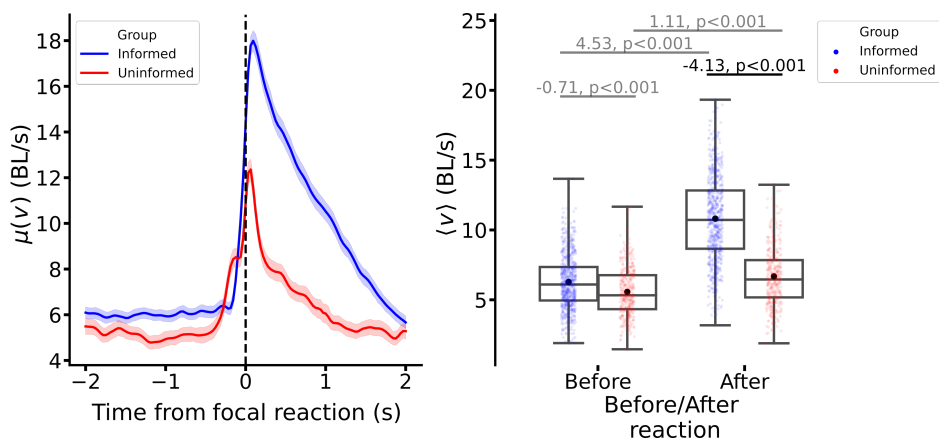 18
16
14
12
10
8
6
4
μ(v) (BL/s)
Group
Informed
Uninformed
−2
−1
0
1
2
Time from focal reaction (s)
25
20
15
10
5
⟨v⟩ (BL/s)
1.11, p<0.001
4.53, p<0.001
-4.13, p<0.001
-0.71, p<0.001
Group
Informed
Uninformed
Before
After
Before/After
reaction